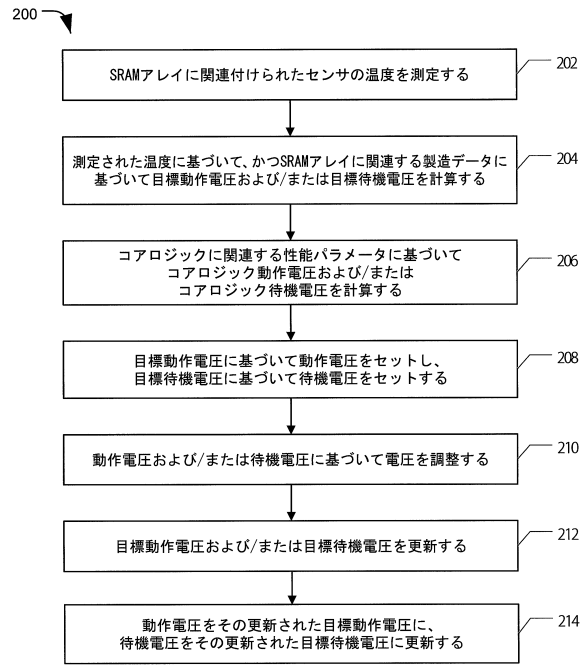 200
SRAMアレイに関連付けられたセンサの温度を測定する
202
測定された温度に基づいて、かつSRAMアレイに関する製造データに
基づいて目標動作電圧および/または目標待機電圧を計算する
204
コアロジックに関連する性能パラメータに基づいて
コアロジック動作電圧および/または
コアロジック待機電圧を計算する
206
目標動作電圧に基づいて動作電圧をセットし、
目標待機電圧に基づいて待機電圧をセットする
208
動作電圧および/または待機電圧に基づいて電圧を調整する
210
目標動作電圧および/または目標待機電圧を更新する
212
動作電圧をその更新された目標動作電圧に、
待機電圧をその更新された目標待機電圧に更新する
214